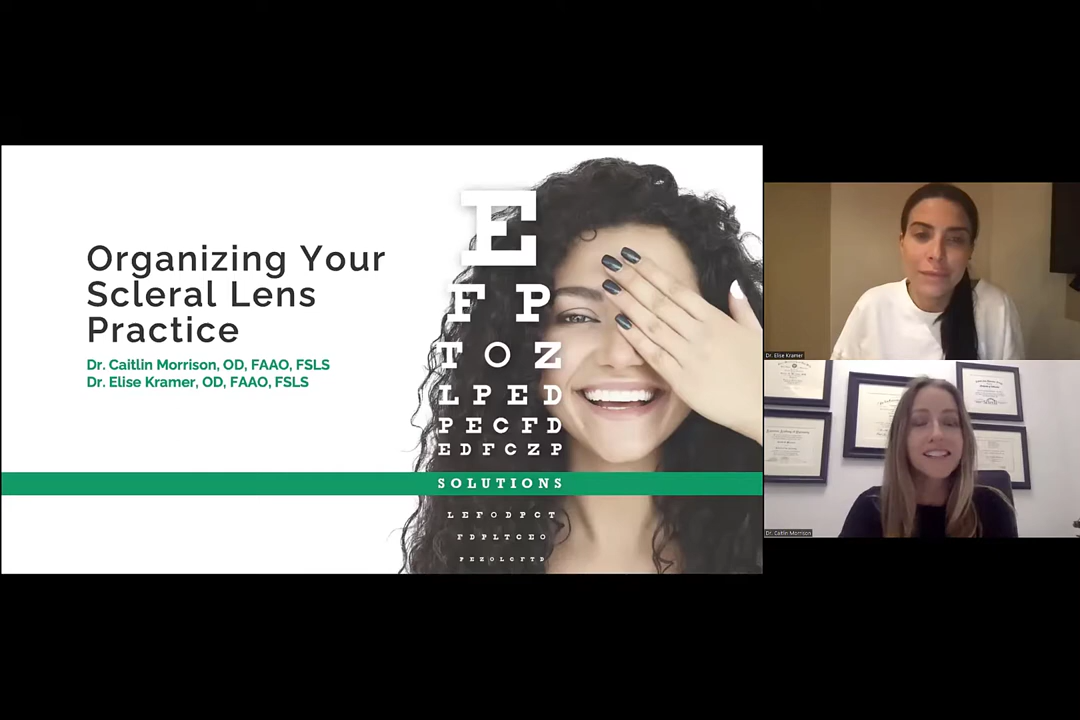 Organizing Your
Scleral Lens
Practice
Dr. Caitlin Morrison, OD, FAAO, FSLS
Dr. Elise Kramer, OD, FAAO, FSLS
E
F P
T O Z
L P E D
P E C F D
E D F C Z P
SOLUTIONS
L E F O D P C T
F D P L T C E O
P E Z O L C F T D
Dr. Elise Kramer
Dr. Caitlin Morrison